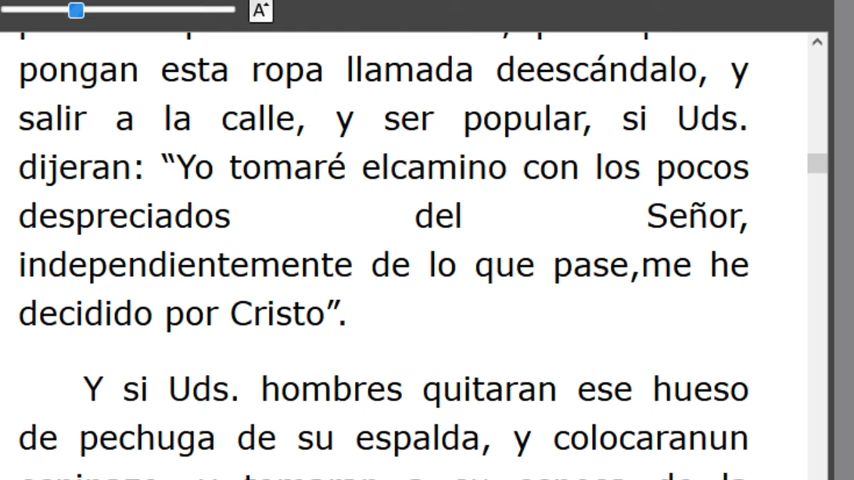 A
pongan esta ropa llamada deescándalo, y
salir a la calle, y ser popular, si Uds.
dijeran: “Yo tomaré elcamino con los pocos
despreciados del Señor,
independientemente de lo que pase,me he
decidido por Cristo”.
Y si Uds. hombres quitaran ese hueso
de pechuga de su espalda, y colocaranun